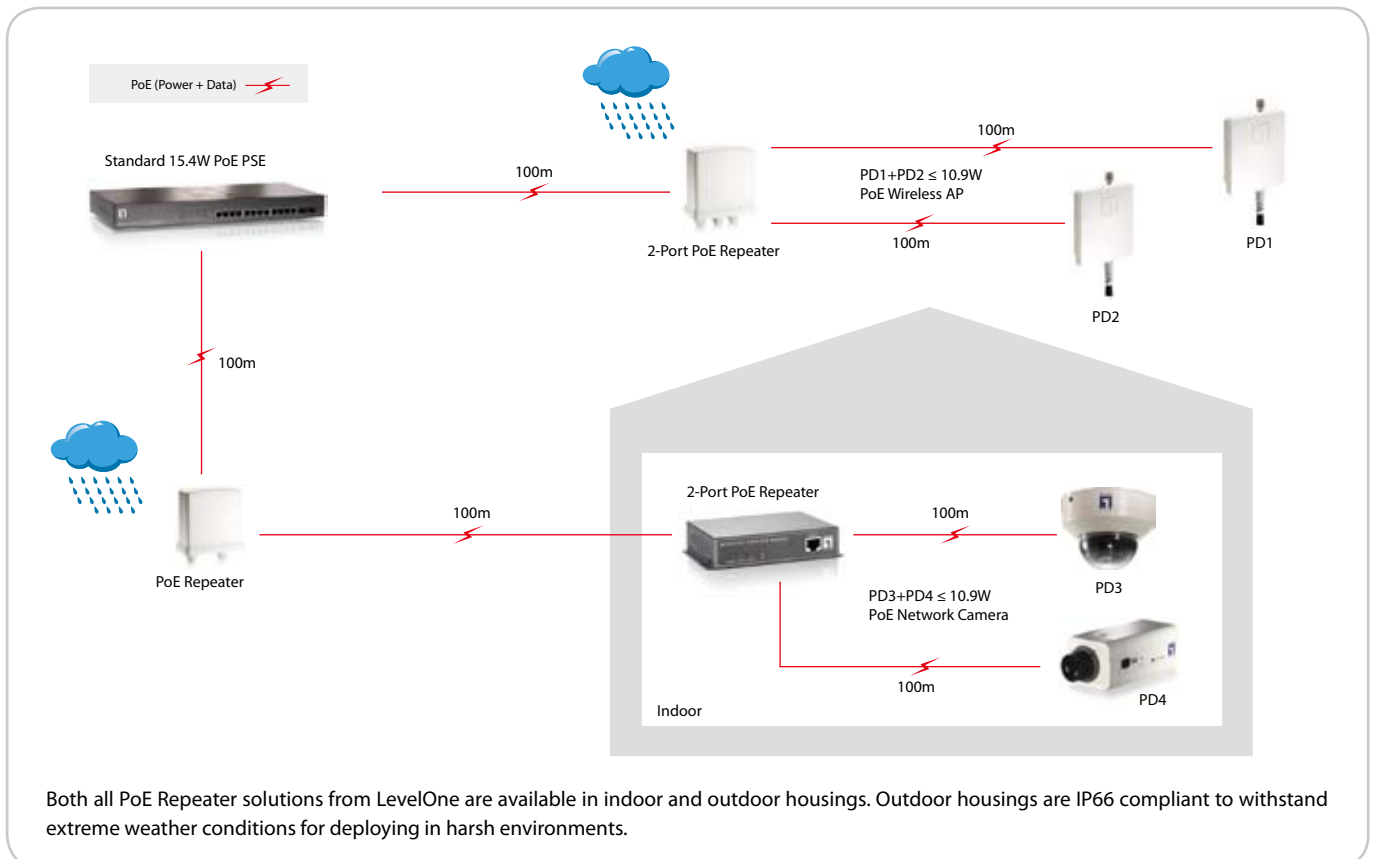 PoE (Power + Data)
Standard 15.4W PoE PSE
100m
2-Port PoE Repeater
100m
PD1+PD2 ≤ 10.9W
PoE Wireless AP
100m
PD1
PD2
100m
PoE Repeater
100m
2-Port PoE Repeater
100m
PD3
PD3+PD4 ≤ 10.9W
PoE Network Camera
100m
PD4
Indoor
Both all PoE Repeater solutions from LevelOne are available in indoor and outdoor housings. Outdoor housings are IP66 compliant to withstand
extreme weather conditions for deploying in harsh environments.